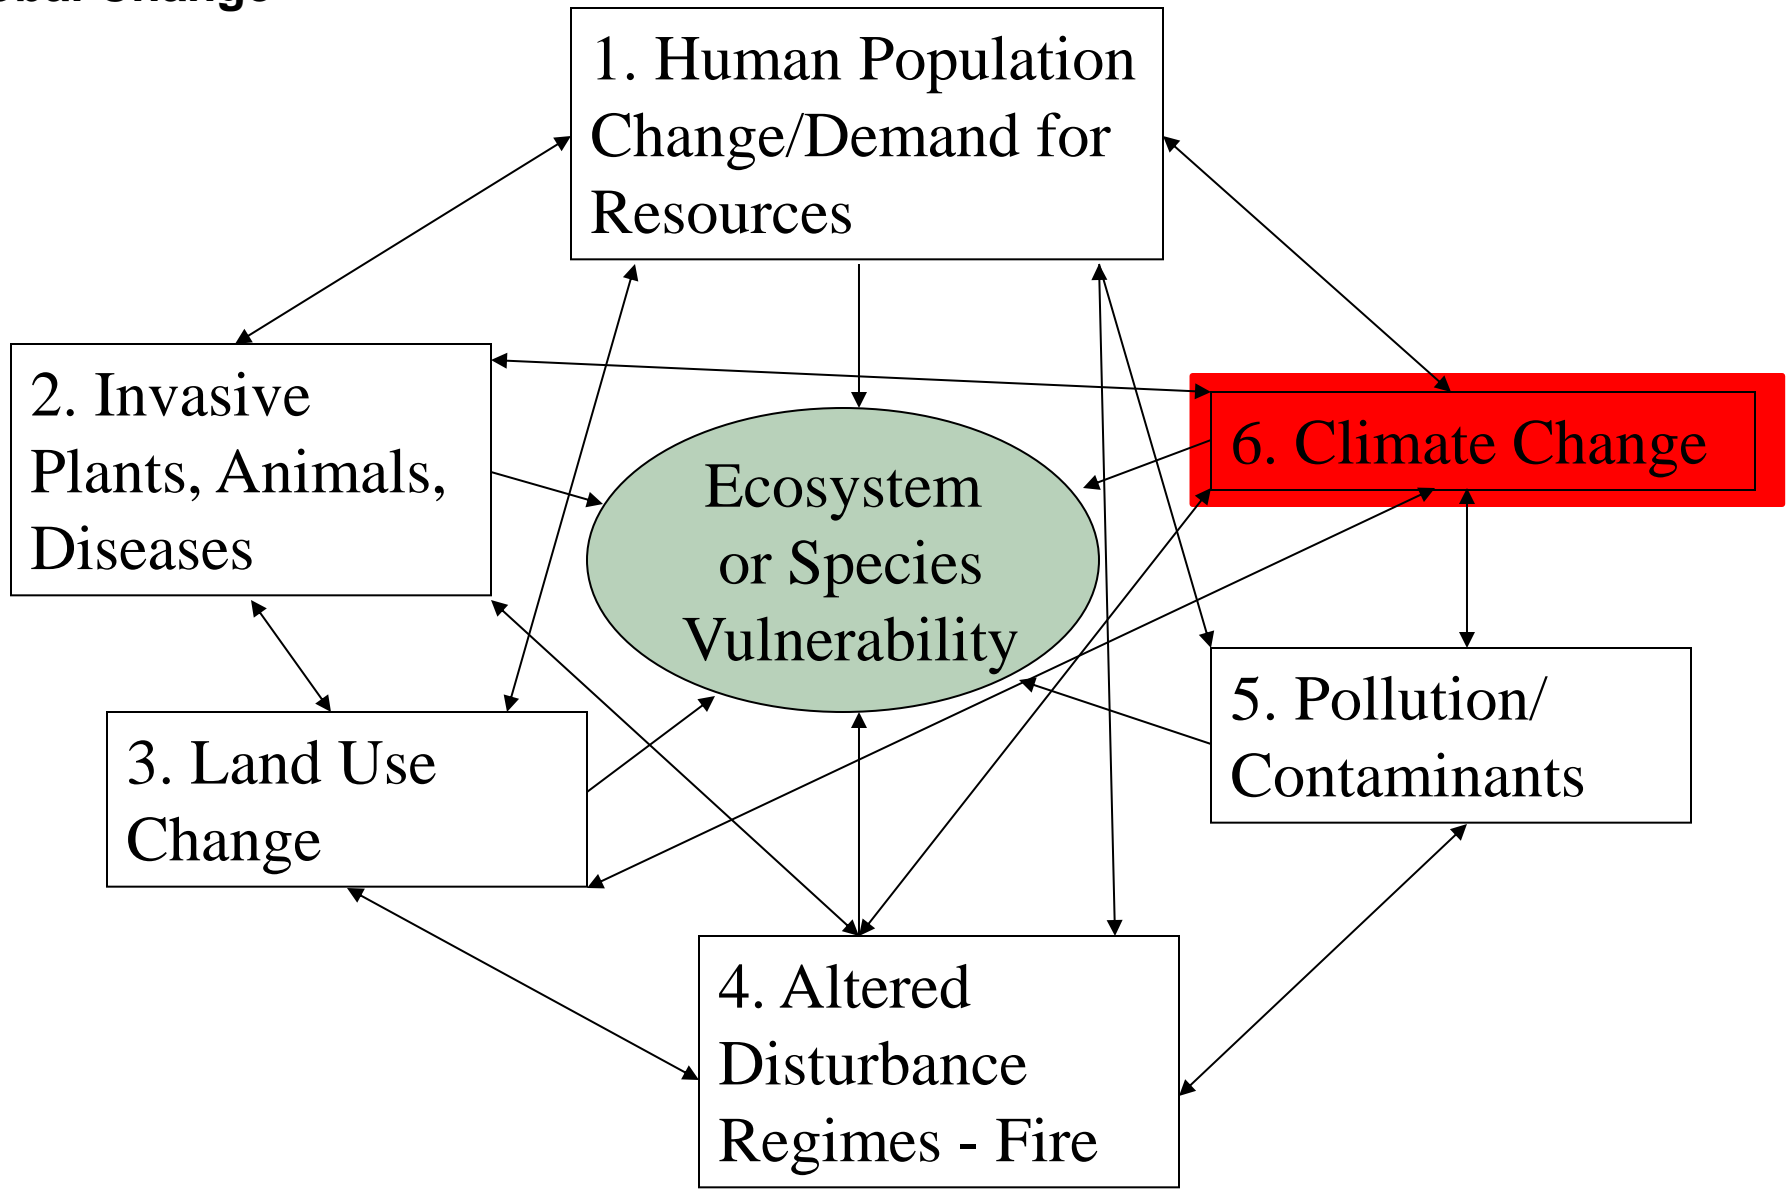 Change
1. Human Population
Change/Demand for
Resources
2. Invasive
Plants, Animals,
Diseases
Ecosystem
or Species
Vulnerability
6. Climate Change
5. Pollution/
Contaminants
3. Land Use
Change
4. Altered
Disturbance
Regimes - Fire